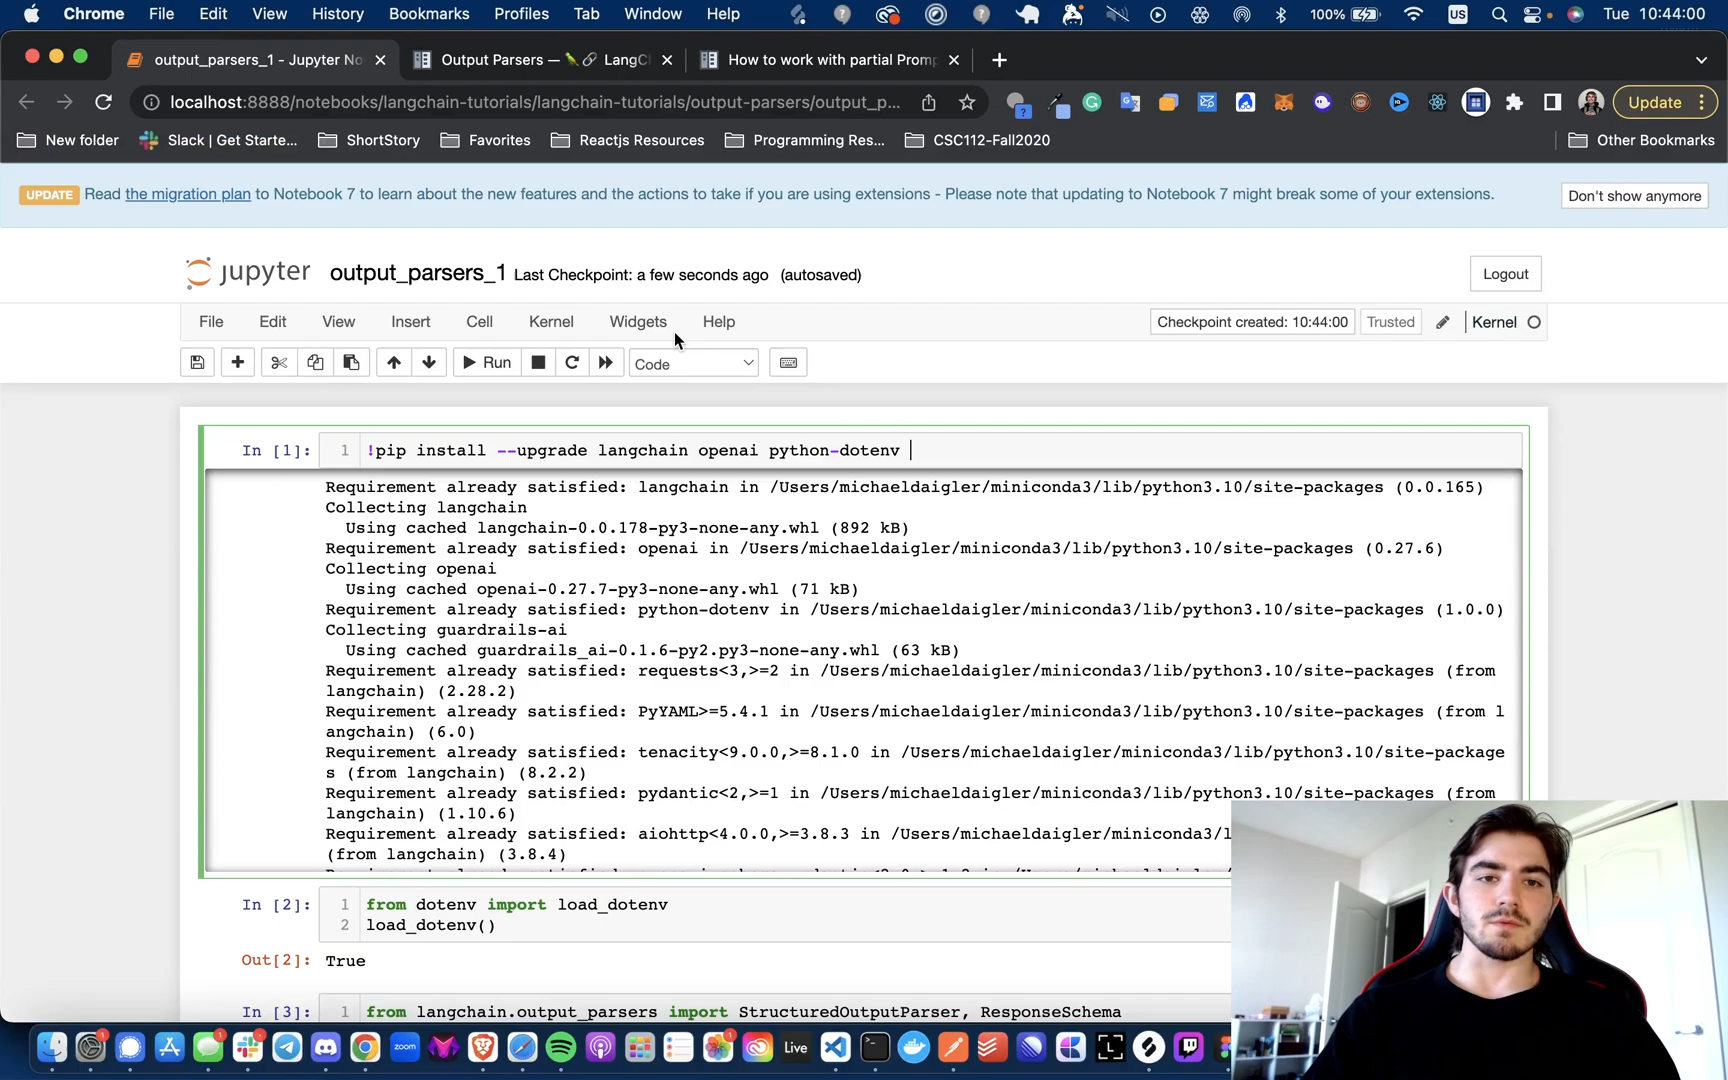 Chrome File Edit View History Bookmarks Profiles Tab Window Help 100% US Tue 10:44:00
output_parsers_1 - Jupyter No Output Parsers — LangC How to work with partial Promp
localhost:8888/notebooks/langchain-tutorials/langchain-tutorials/output-parsers/output_p... Update
New folder Slack | Get Starte... ShortStory Favorites Reactjs Resources Programming Res... CSC112-Fall2020 Other Bookmarks
UPDATE Read the migration plan to Notebook 7 to learn about the new features and the actions to take if you are using extensions - Please note that updating to Notebook 7 might break some of your extensions. Don't show anymore
jupyter output_parsers_1 Last Checkpoint: a few seconds ago (autosaved) Logout
File Edit View Insert Cell Kernel Widgets Help Checkpoint created: 10:44:00 Trusted Kernel
Run Code
In [1]: 1 !pip install --upgrade langchain openai python-dotenv
Requirement already satisfied: langchain in /Users/michaeldaigler/miniconda3/lib/python3.10/site-packages (0.0.165)
Collecting langchain
Using cached langchain-0.0.178-py3-none-any.whl (892 kB)
Requirement already satisfied: openai in /Users/michaeldaigler/miniconda3/lib/python3.10/site-packages (0.27.6)
Collecting openai
Using cached openai-0.27.7-py3-none-any.whl (71 kB)
Requirement already satisfied: python-dotenv in /Users/michaeldaigler/miniconda3/lib/python3.10/site-packages (1.0.0)
Collecting guardrails-ai
Using cached guardrails_ai-0.1.6-py2.py3-none-any.whl (63 kB)
Requirement already satisfied: requests<3,>=2 in /Users/michaeldaigler/miniconda3/lib/python3.10/site-packages (from
langchain) (2.28.2)
Requirement already satisfied: PyYAML>=5.4.1 in /Users/michaeldaigler/miniconda3/lib/python3.10/site-packages (from l
angchain) (6.0)
Requirement already satisfied: tenacity<9.0.0,>=8.1.0 in /Users/michaeldaigler/miniconda3/lib/python3.10/site-package
s (from langchain) (8.2.2)
Requirement already satisfied: pydantic<2,>=1 in /Users/michaeldaigler/miniconda3/lib/python3.10/site-packages (from
langchain) (1.10.6)
Requirement already satisfied: aiohttp<4.0.0,>=3.8.3 in /Users/michaeldaigler/miniconda3/l
(from langchain) (3.8.4)
In [2]: 1 from dotenv import load_dotenv
2 load_dotenv()
Out[2]: True
In [3]: 1 from langchain.output_parsers import StructuredOutputParser, ResponseSchema
zoom Live